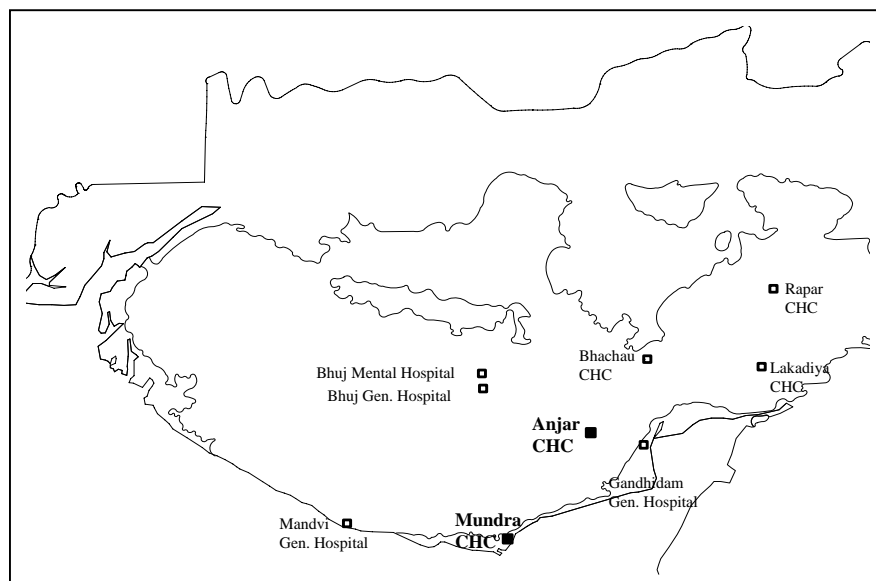 Rapar
CHC
Bhachau
CHC
Lakadiya
CHC
Bhuj Mental Hospital
Bhuj Gen. Hospital
Anjar
CHC
Gandhidam
Gen. Hospital
Mandvi
Gen. Hospital
Mundra
CHC